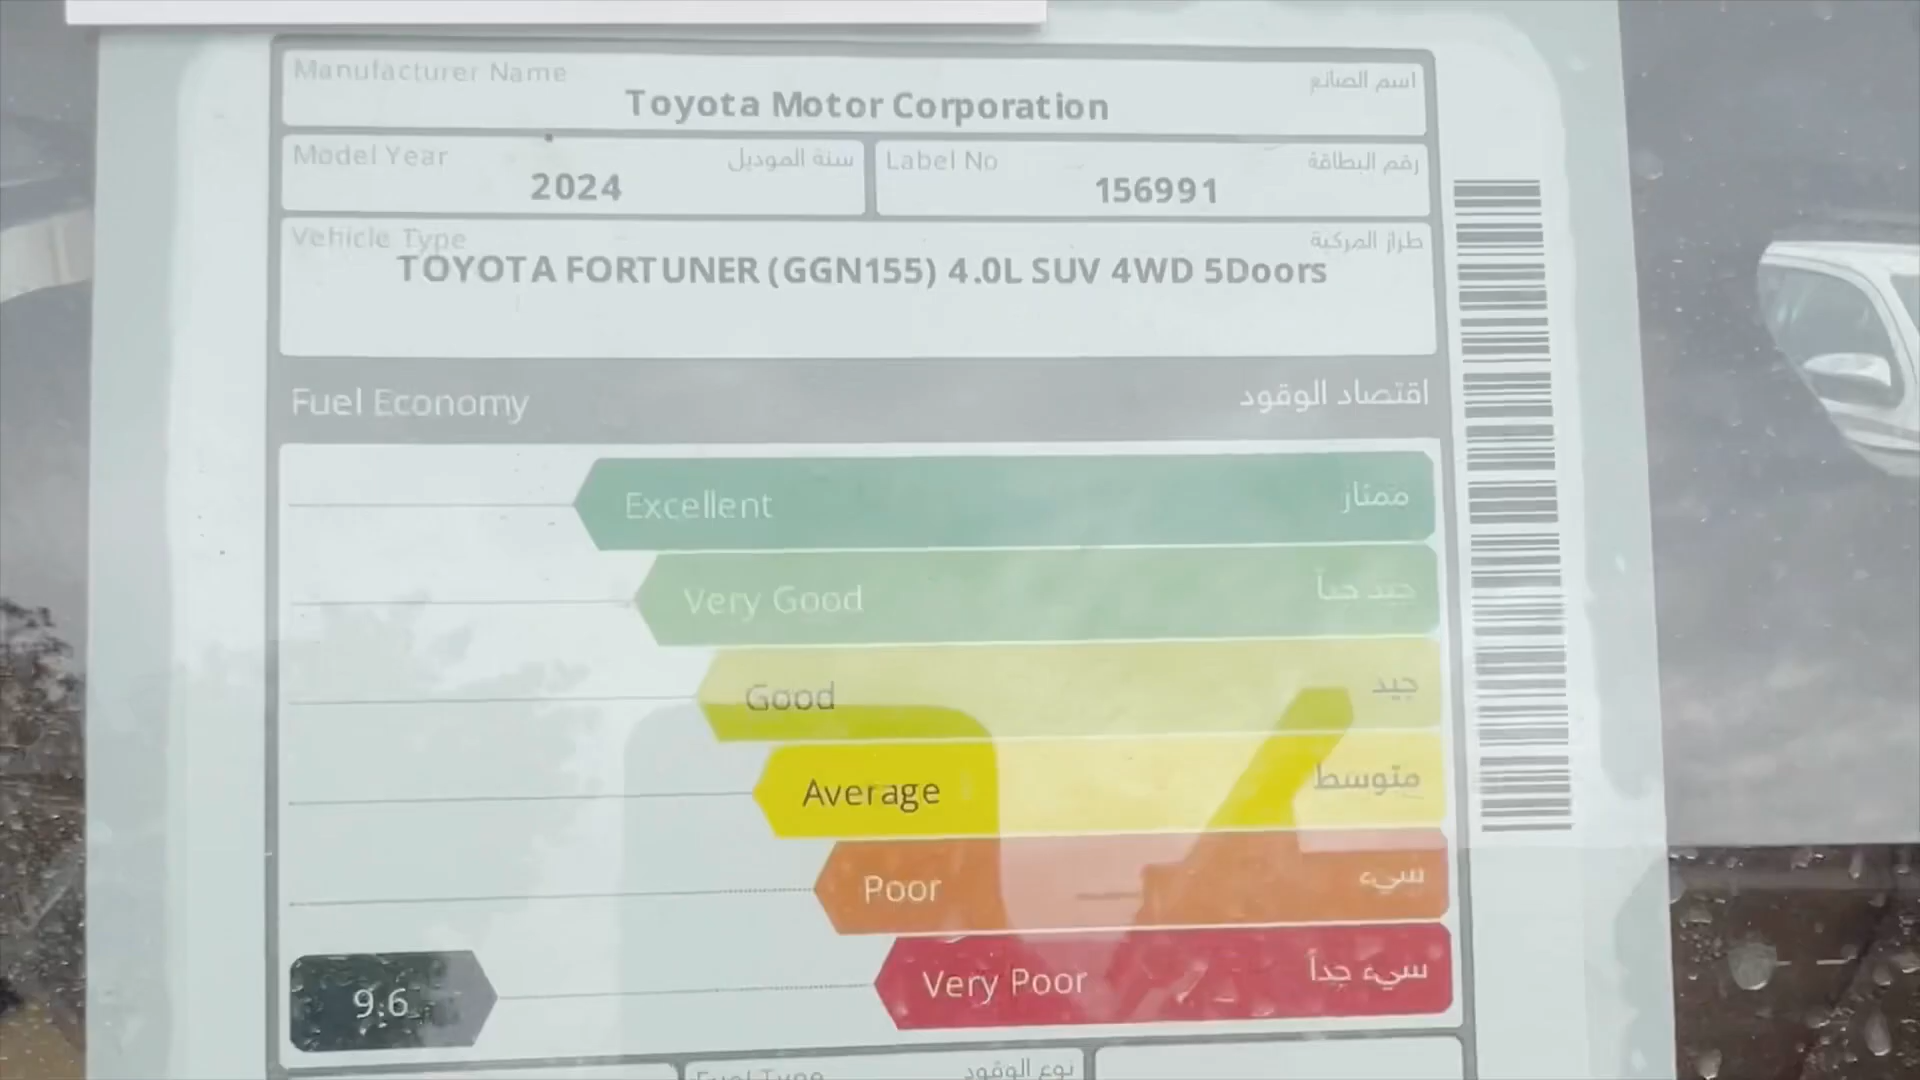 Manufacturer Name اسم الصانع
Toyota Motor Corporation
Model Year سنة الموديل
2024
Label No رقم البطاقة
156991
Vehicle Type طراز المركبة
TOYOTA FORTUNER (GGN155) 4.0L SUV 4WD 5Doors
Fuel Economy اقتصاد الوقود
Excellent ممتاز
Very Good جيد جداً
Good جيد
Average متوسط
Poor سيء
9.6 Very Poor سيء جداً
Fuel Type نوع الوقود